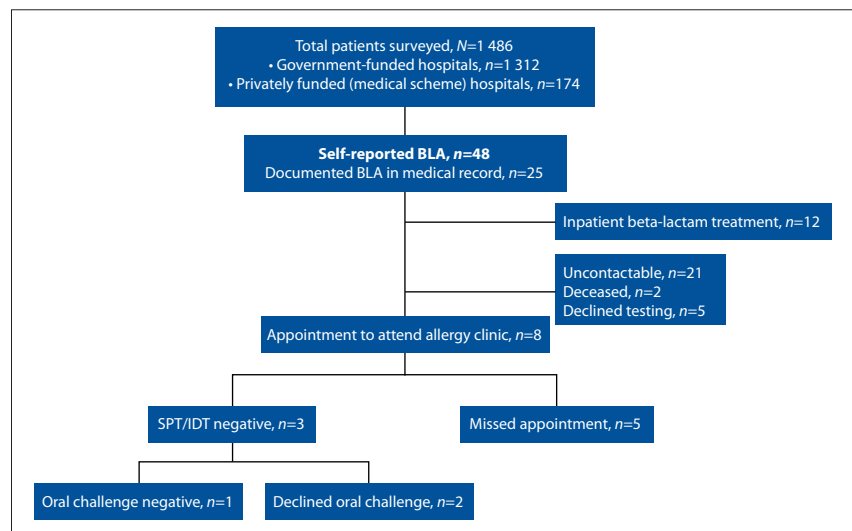 Total patients surveyed, N=1 486
• Government-funded hospitals, n=1 312
• Privately funded (medical scheme) hospitals, n=174
Self-reported BLA, n=48
Documented BLA in medical record, n=25
Inpatient beta-lactam treatment, n=12
Uncontactable, n=21
Deceased, n=2
Declined testing, n=5
Appointment to attend allergy clinic, n=8
SPT/IDT negative, n=3
Missed appointment, n=5
Oral challenge negative, n=1
Declined oral challenge, n=2